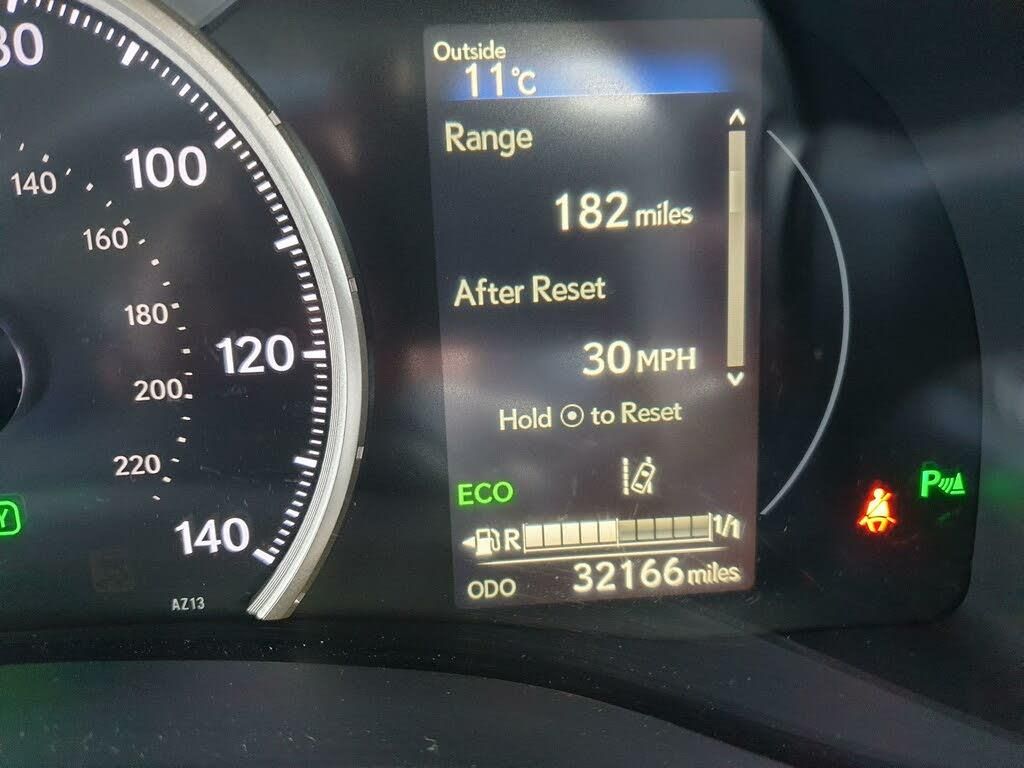 80
100
120
140
140
160
180
200
220
AZ13
Outside
11°C
Range
182 miles
After Reset
30 MPH
Hold ⊙ to Reset
ECO
R 1/1
ODO 32166 miles
P